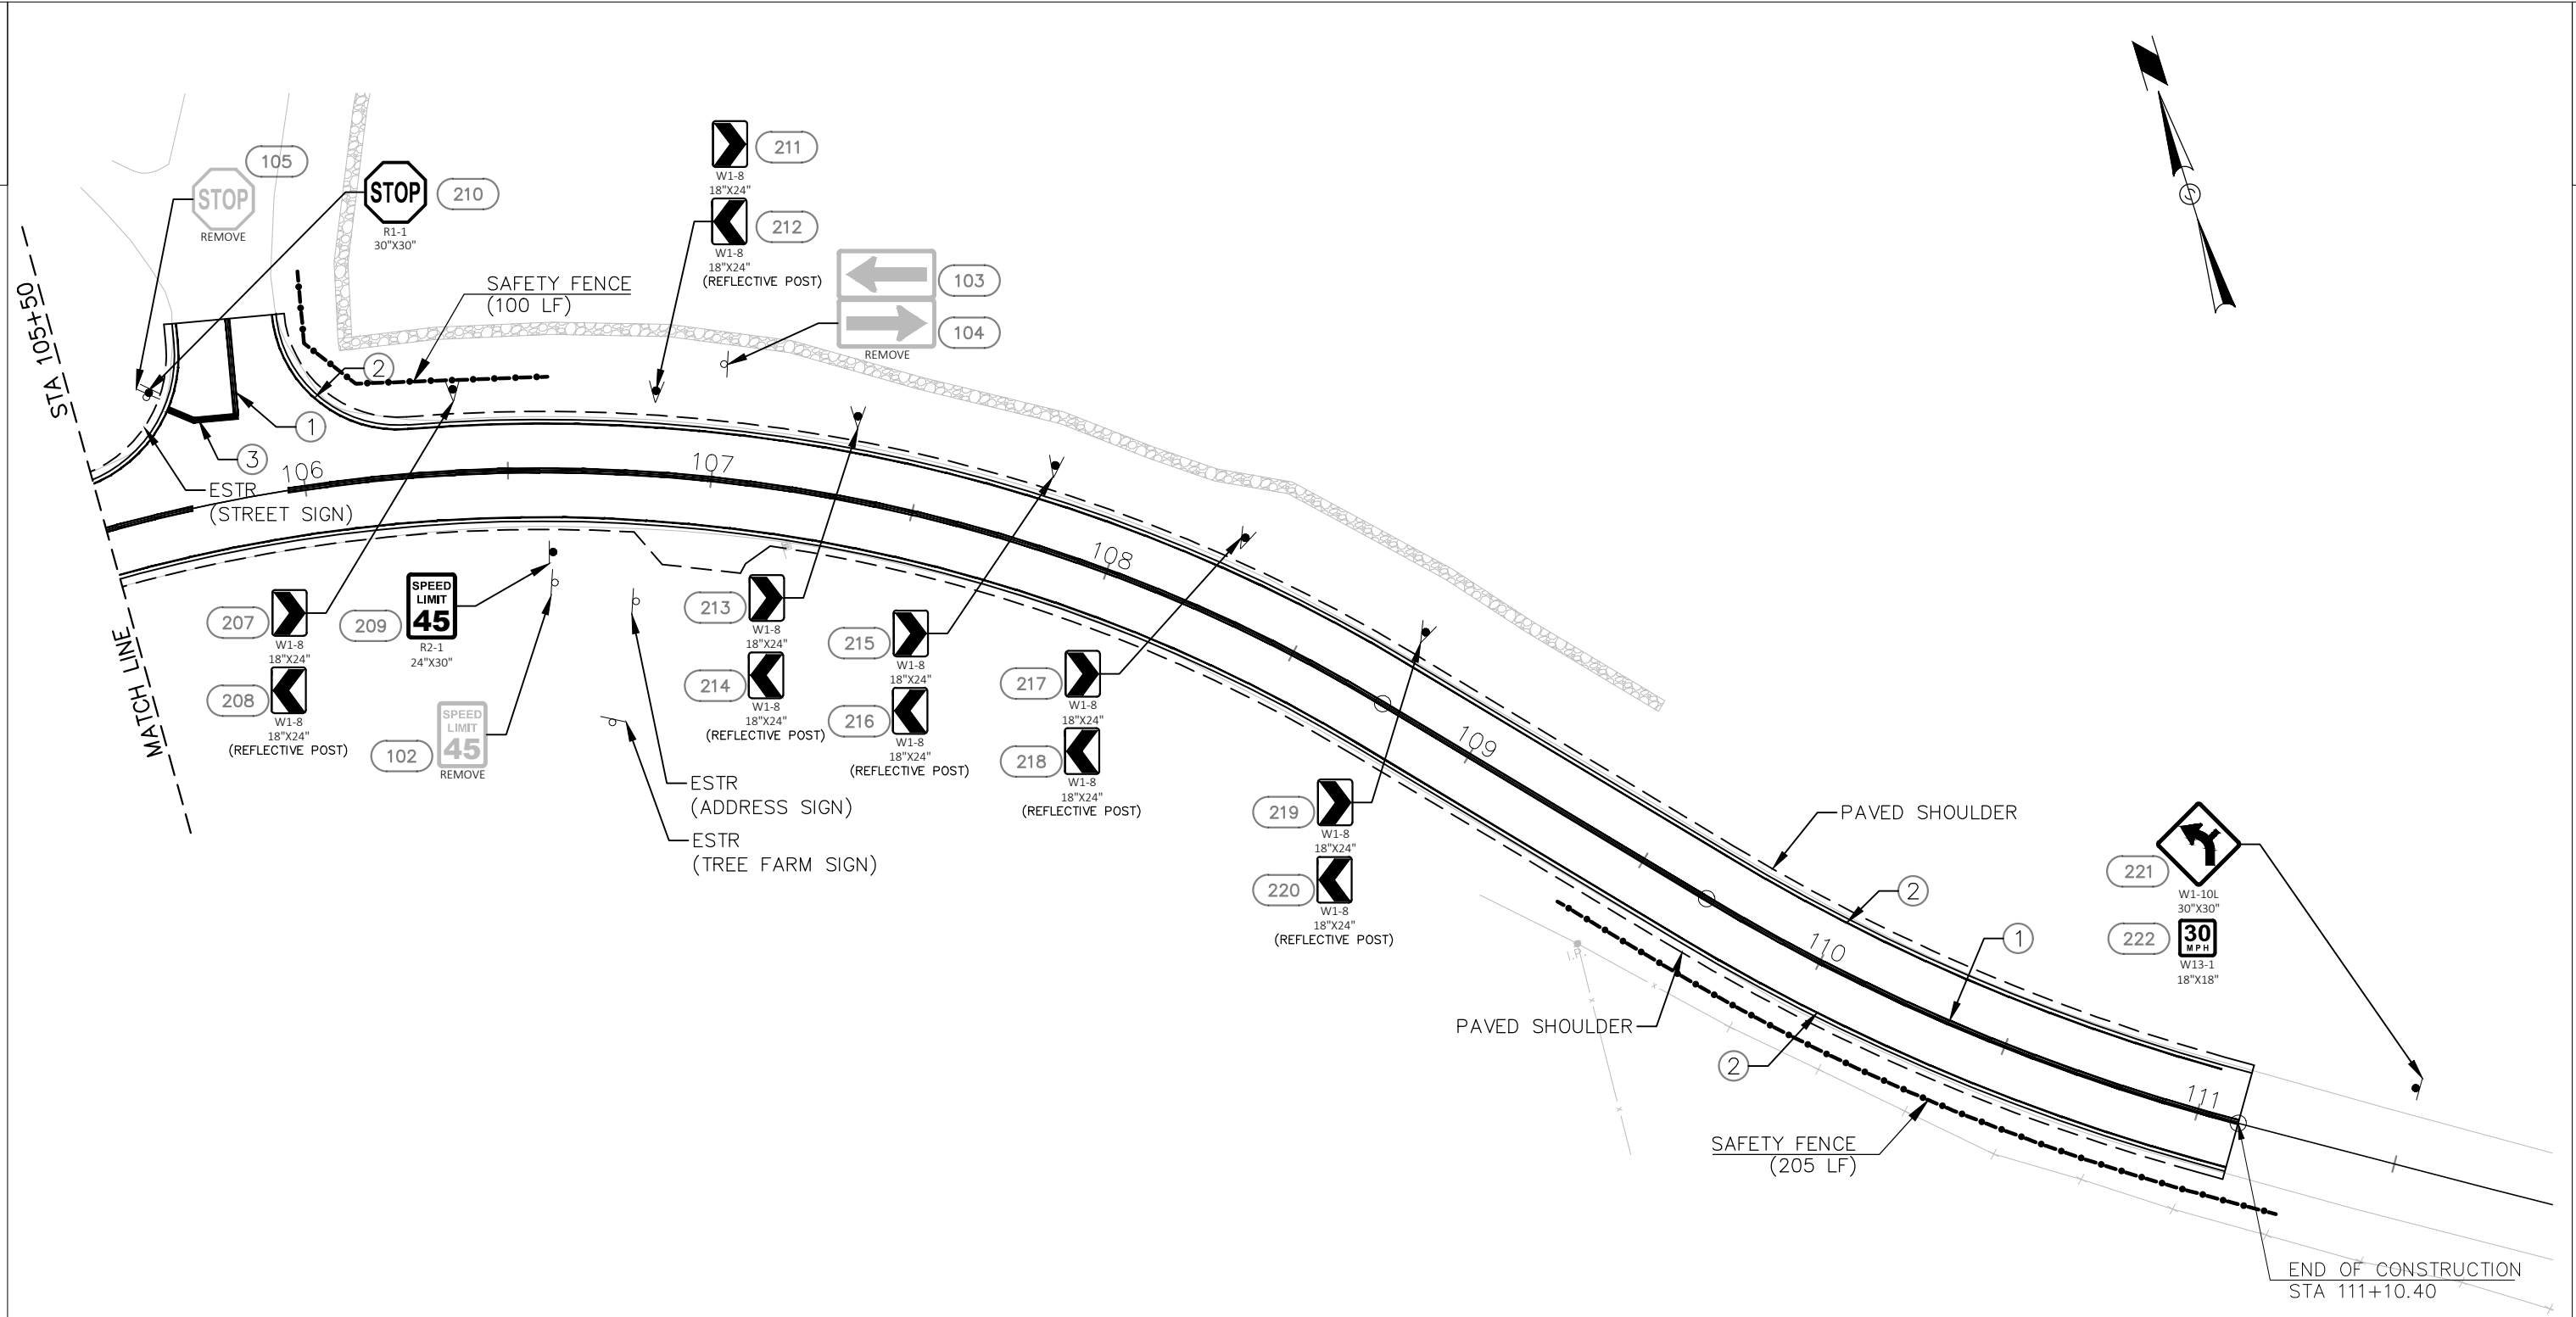 105
STOP
REMOVE
STOP
210
R1-1
30"X30"
211
W1-8
18"X24"
212
W1-8
18"X24"
(REFLECTIVE POST)
103
104
REMOVE
S
SAFETY FENCE
(100 LF)
STA 105+50
MATCH LINE
2
1
3
ESTR
(STREET SIGN)
106
107
108
109
110
111
207
W1-8
18"X24"
208
W1-8
18"X24"
(REFLECTIVE POST)
209
SPEED
LIMIT
45
R2-1
24"X30"
102
SPEED
LIMIT
45
REMOVE
ESTR
(ADDRESS SIGN)
ESTR
(TREE FARM SIGN)
213
W1-8
18"X24"
214
W1-8
18"X24"
(REFLECTIVE POST)
215
W1-8
18"X24"
216
W1-8
18"X24"
(REFLECTIVE POST)
217
W1-8
18"X24"
218
W1-8
18"X24"
(REFLECTIVE POST)
219
W1-8
18"X24"
220
W1-8
18"X24"
(REFLECTIVE POST)
PAVED SHOULDER
2
1
I.P.
PAVED SHOULDER
2
SAFETY FENCE
(205 LF)
221
W1-10L
30"X30"
222
30
MPH
W13-1
18"X18"
END OF CONSTRUCTION
STA 111+10.40